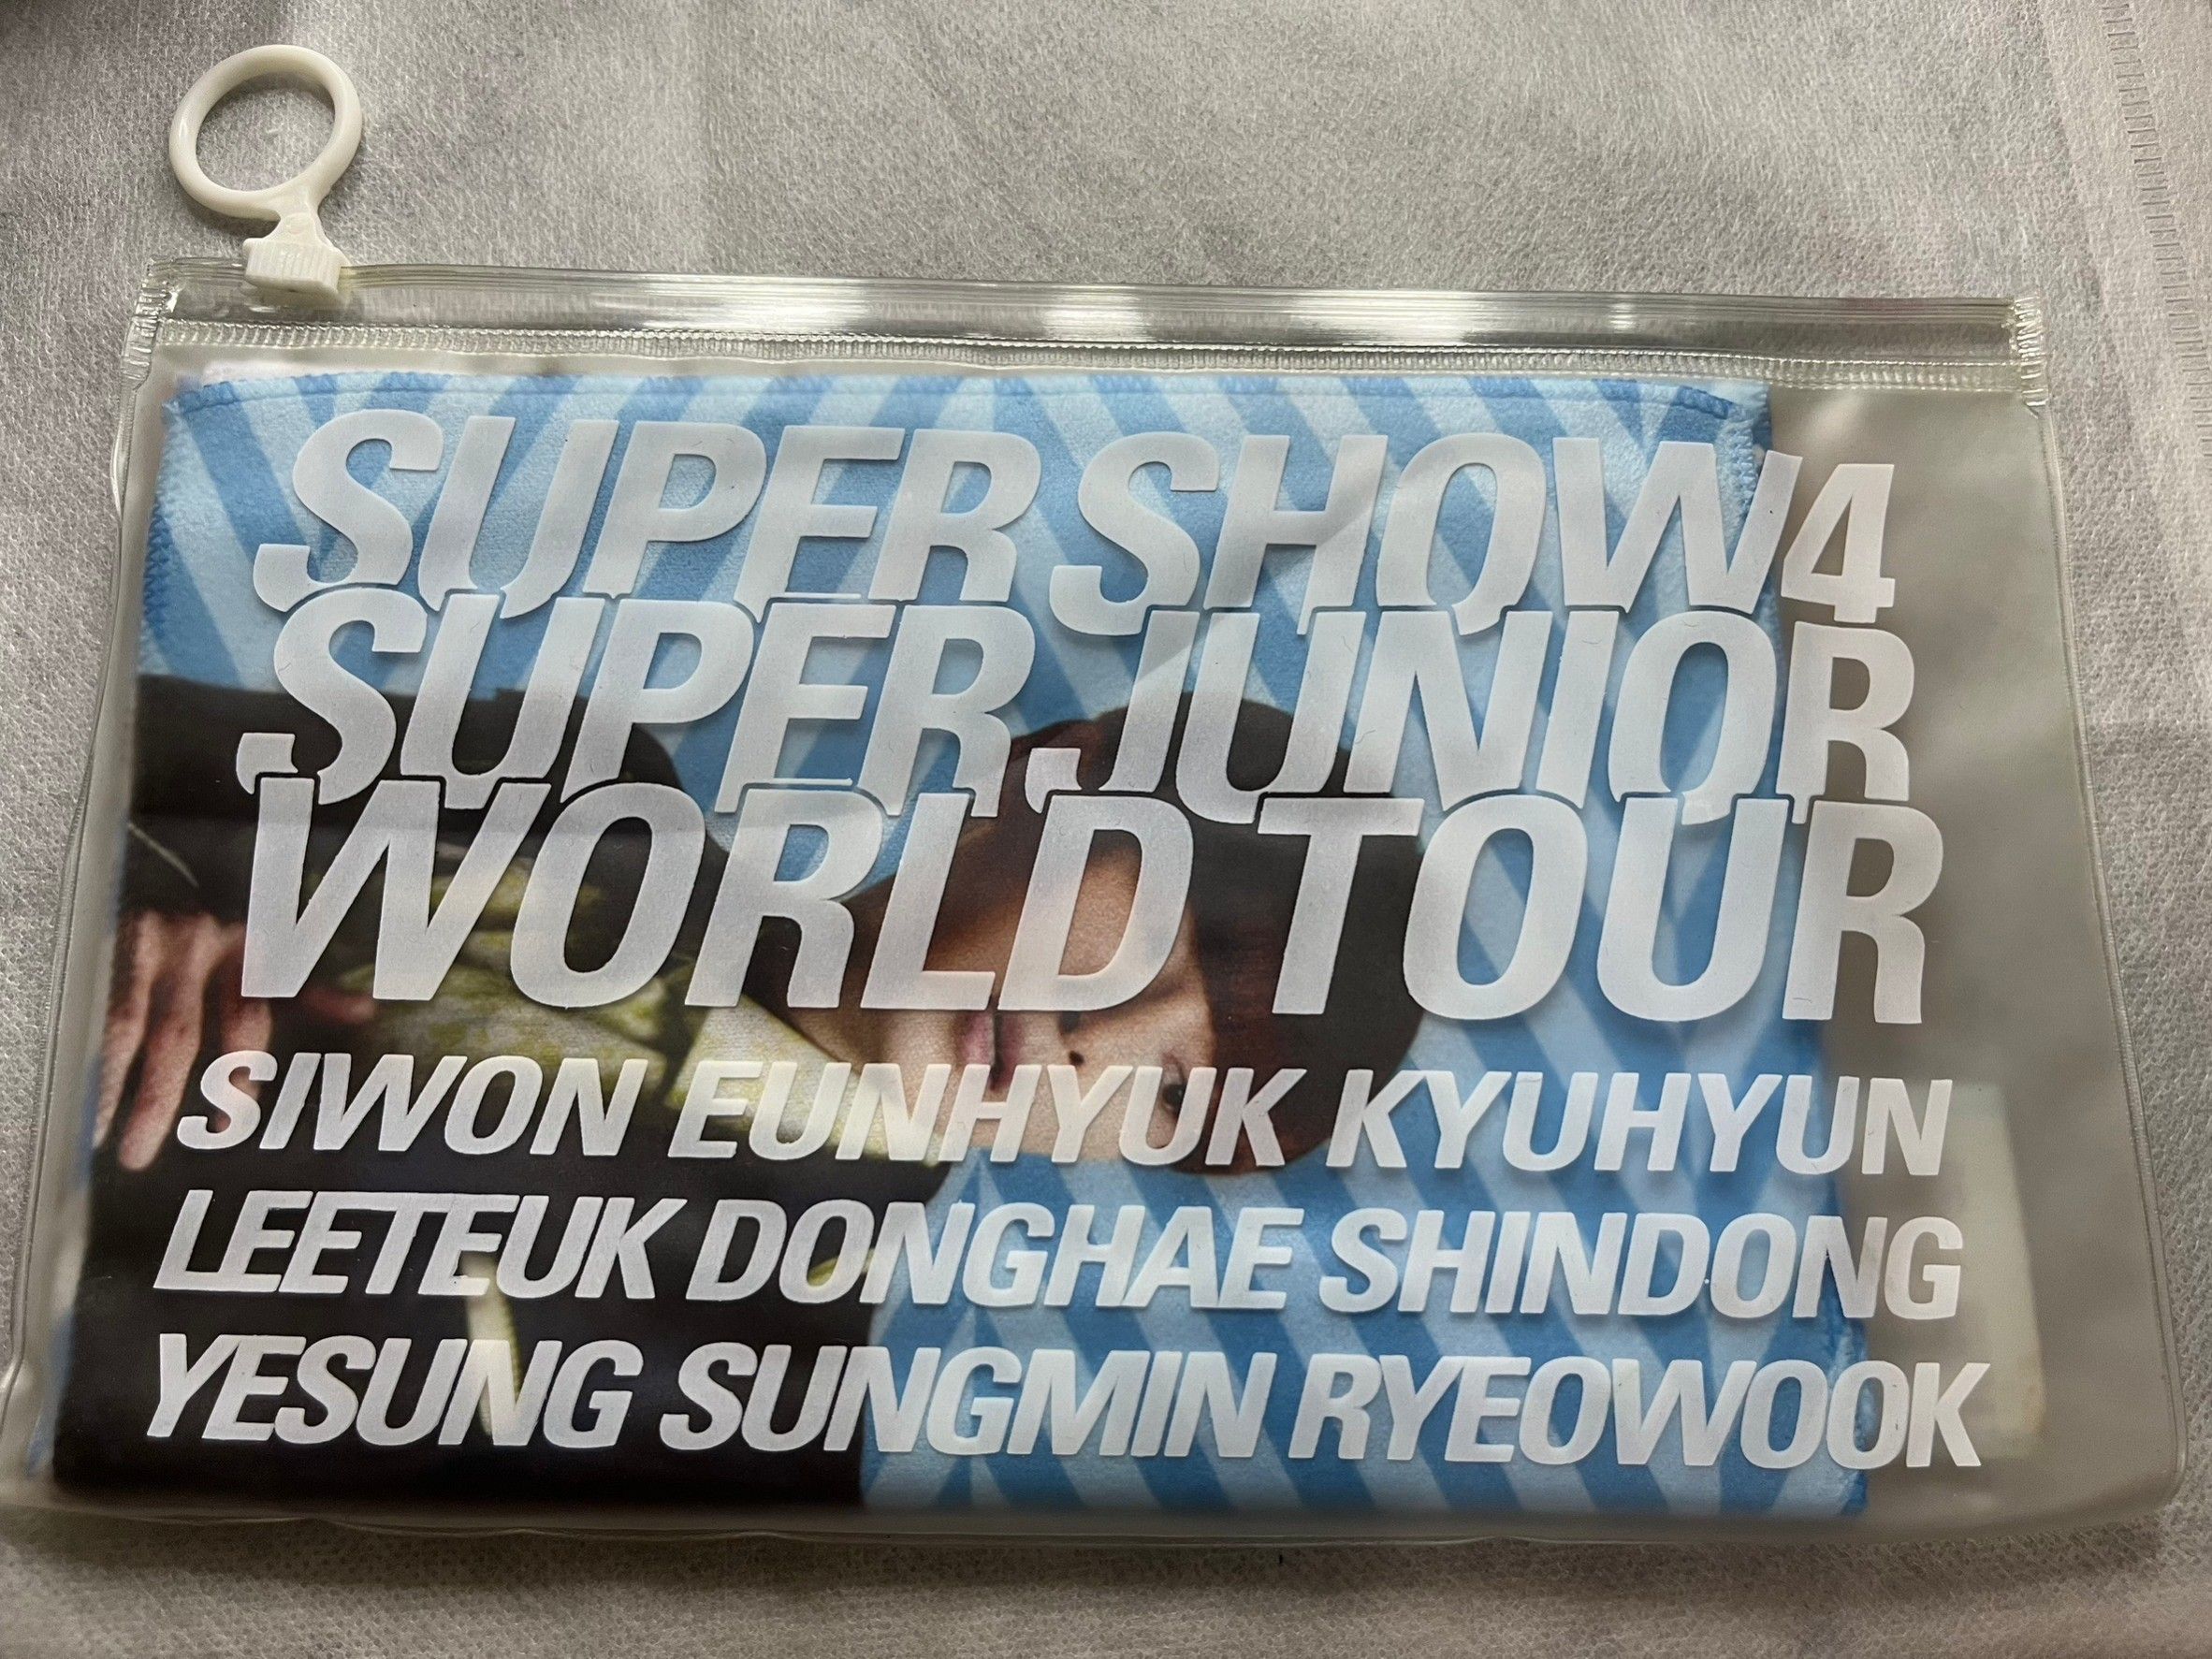 SUPER SHOW4
SUPER JUNIOR
WORLD TOUR
SIWON EUNHYUK KYUHYUN
LEETEUK DONGHAE SHINDONG
YESUNG SUNGMIN RYEOWOOK